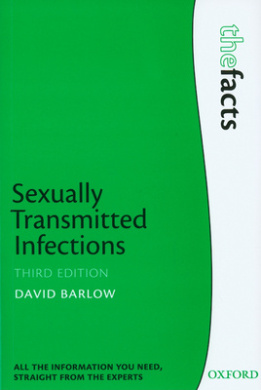 thefacts
Sexually
Transmitted
Infections
THIRD EDITION
DAVID BARLOW
ALL THE INFORMATION YOU NEED,
STRAIGHT FROM THE EXPERTS
OXFORD